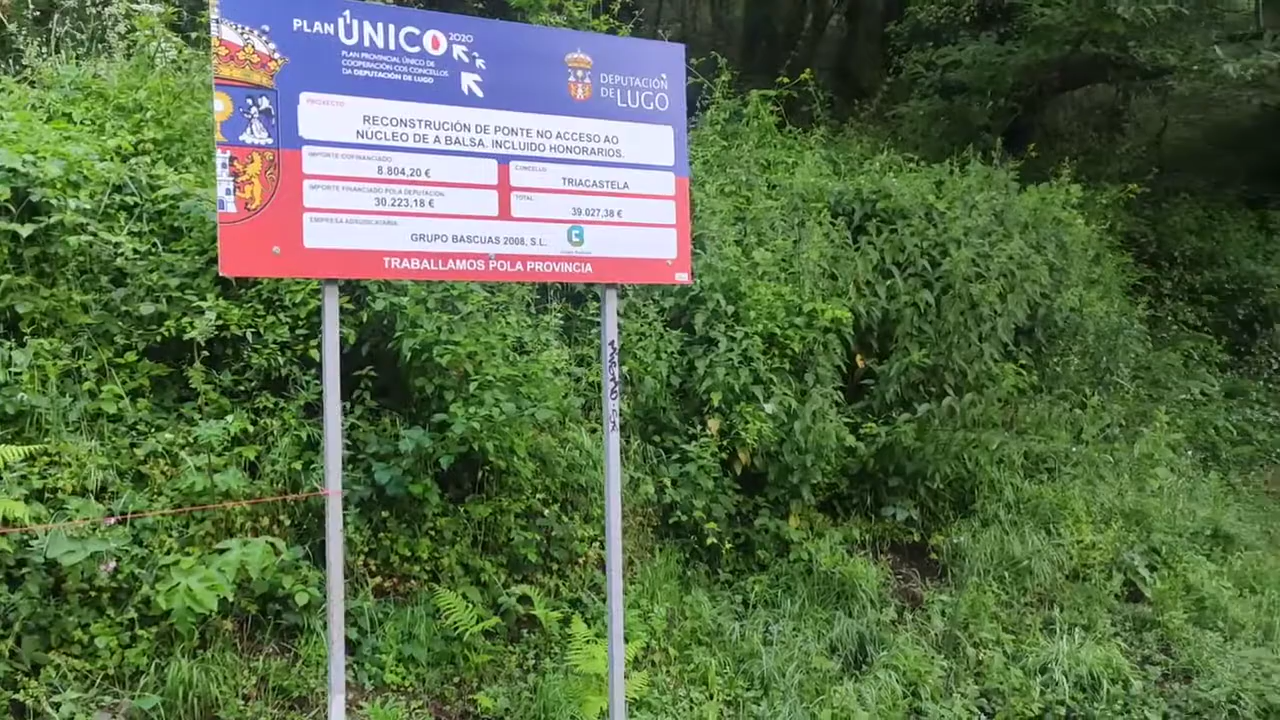 PLAN ÚNICO 2020
PLAN PROVINCIAL ÚNICO DE
COOPERACIÓN COS CONCELLOS
DA DEPUTACIÓN DE LUGO
DEPUTACIÓN
DE LUGO
PROXECTO:
RECONSTRUCIÓN DE PONTE NO ACCESO AO
NÚCLEO DE A BALSA. INCLUIDO HONORARIOS.
IMPORTE COFINANCIADO:
8.804,20 €
CONCELLO:
TRIACASTELA
IMPORTE FINANCIADO POLA DEPUTACIÓN:
30.223,18 €
TOTAL:
39.027,38 €
EMPRESA ADXUDICATARIA:
GRUPO BASCUAS 2008, S.L.
TRABALLAMOS POLA PROVINCIA